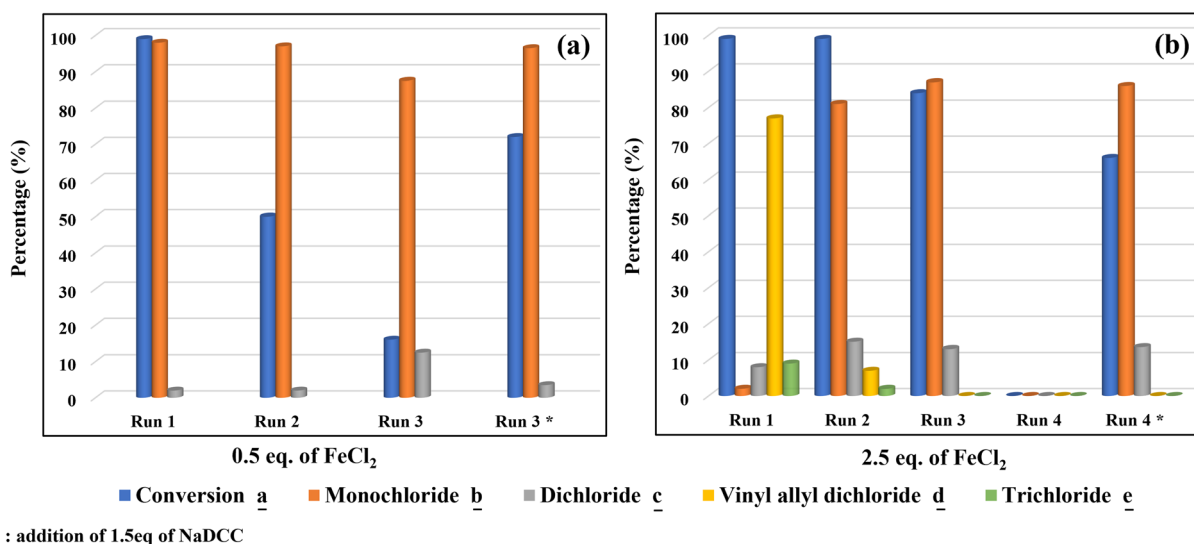 (a)
Percentage (%)
100
90
80
70
60
50
40
30
20
10
0
Run 1 Run 2 Run 3 Run 3 *
0.5 eq. of FeCl₂
(b)
Percentage (%)
100
90
80
70
60
50
40
30
20
10
0
Run 1 Run 2 Run 3 Run 4 Run 4 *
2.5 eq. of FeCl₂
Conversion a Monochloride b Dichloride c Vinyl allyl dichloride d Trichloride e
: addition of 1.5eq of NaDCC